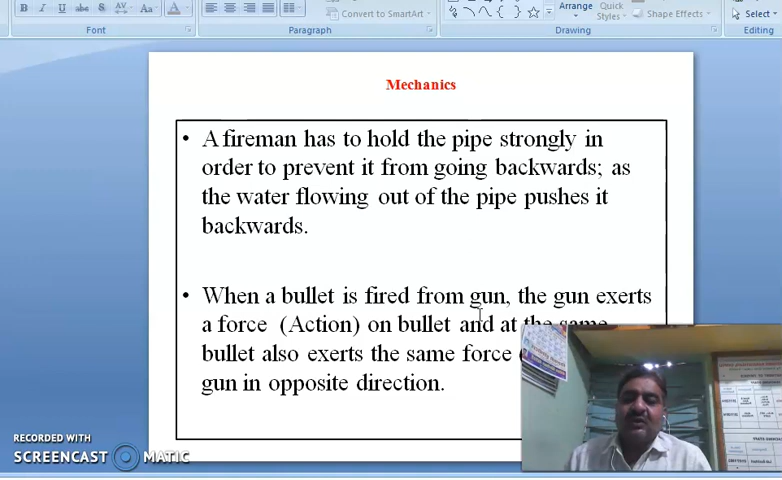 B I U abc S AV Aa A
Convert to SmartArt
Arrange
Quick
Styles
Shape Effects
Select
Font
Paragraph
Drawing
Editing
Mechanics
• A fireman has to hold the pipe strongly in
order to prevent it from going backwards; as
the water flowing out of the pipe pushes it
backwards.
• When a bullet is fired from gun, the gun exerts
a force (Action) on bullet and at the same
bullet also exerts the same force
gun in opposite direction.
RECORDED WITH
SCREENCAST MATIC